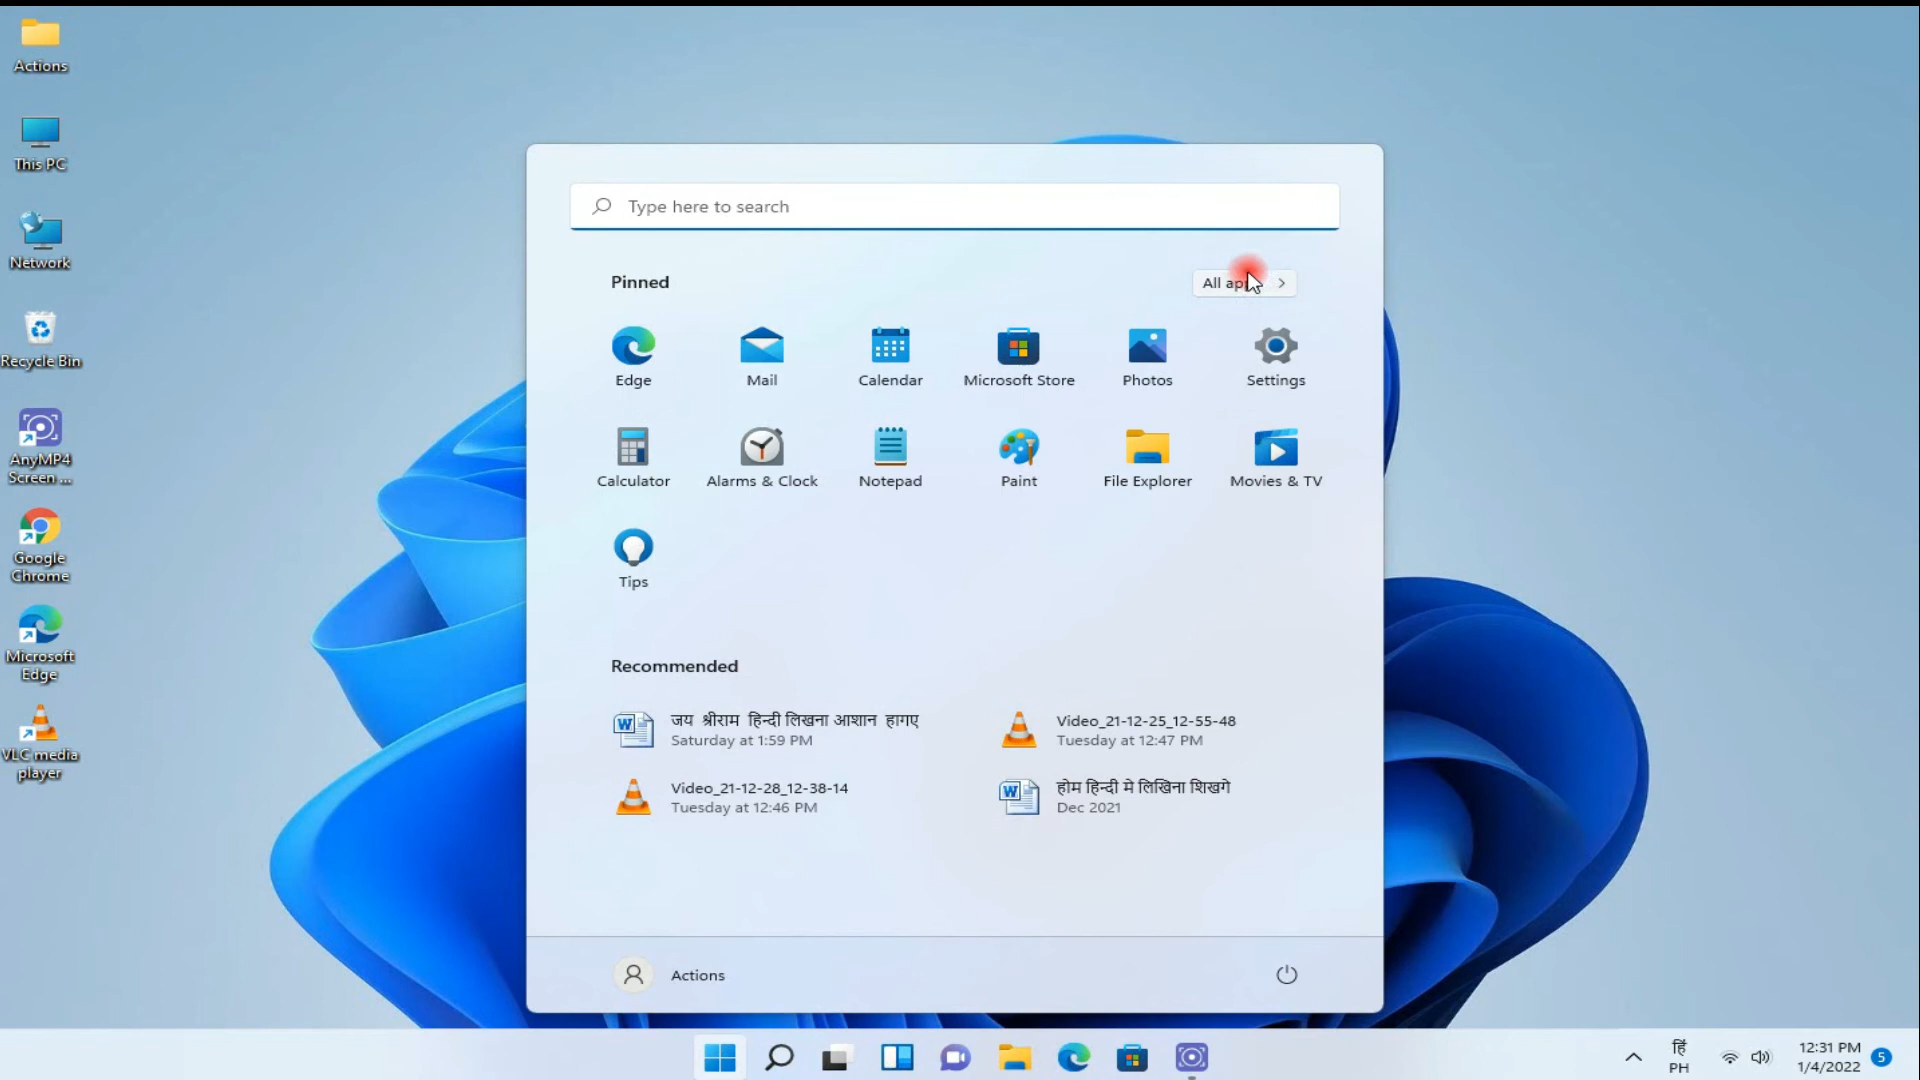 Actions
This PC
Network
Recycle Bin
AnyMP4
Screen ...
Google
Chrome
Microsoft
Edge
VLC media
player
Type here to search
Pinned
All
Edge
Mail
Calendar
Microsoft Store
Photos
Settings
Calculator
Alarms & Clock
Notepad
Paint
File Explorer
Movies & TV
Tips
Recommended
जय श्रीराम हिन्दी लिखना आशान हागए
Saturday at 1:59 PM
Video_21-12-25_12-55-48
Tuesday at 12:47 PM
Video_21-12-28_12-38-14
Tuesday at 12:46 PM
होम हिन्दी मे लिखिना शिखगे
Dec 2021
Actions
हिं
PH
12:31 PM
1/4/2022
5